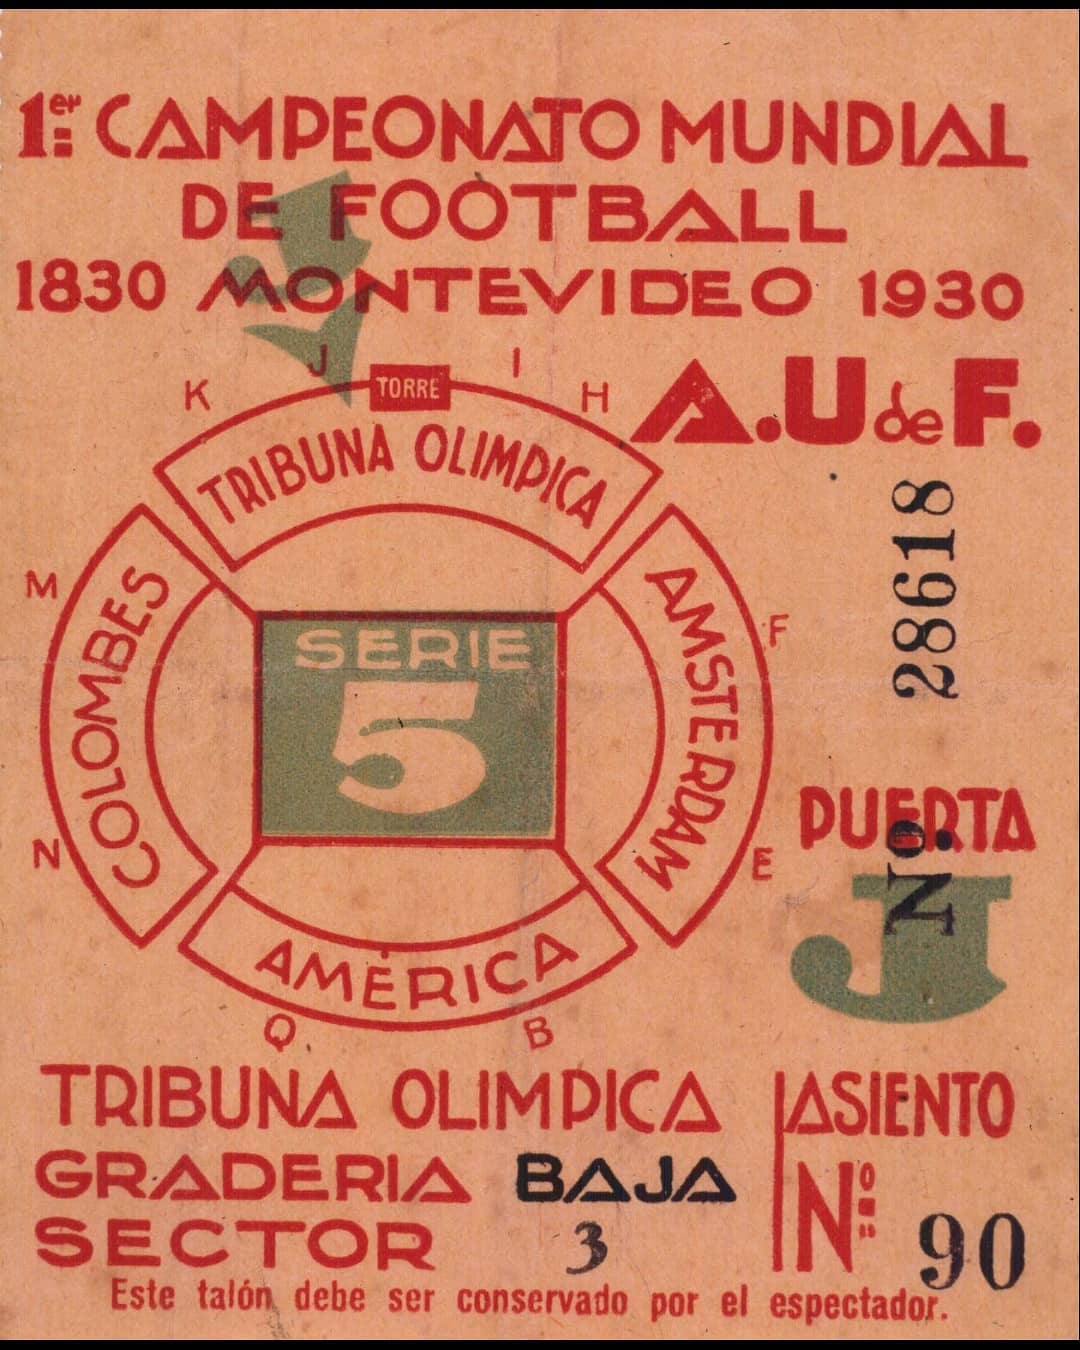 1er CAMPEONATO MUNDIAL
DE FOOTBALL
1830 MONTEVIDEO 1930
A.U de F.
K
J
TORRE
I
H
TRIBUNA OLIMPICA
M
COLOMBES
N
SERIE
5
AMSTERDAM
F
E
AMÉRICA
Q
B
No. 28618
PUERTA
J
TRIBUNA OLIMPICA
GRADERIA BAJA
SECTOR 3
ASIENTO
Nº 90
Este talón debe ser conservado por el espectador.